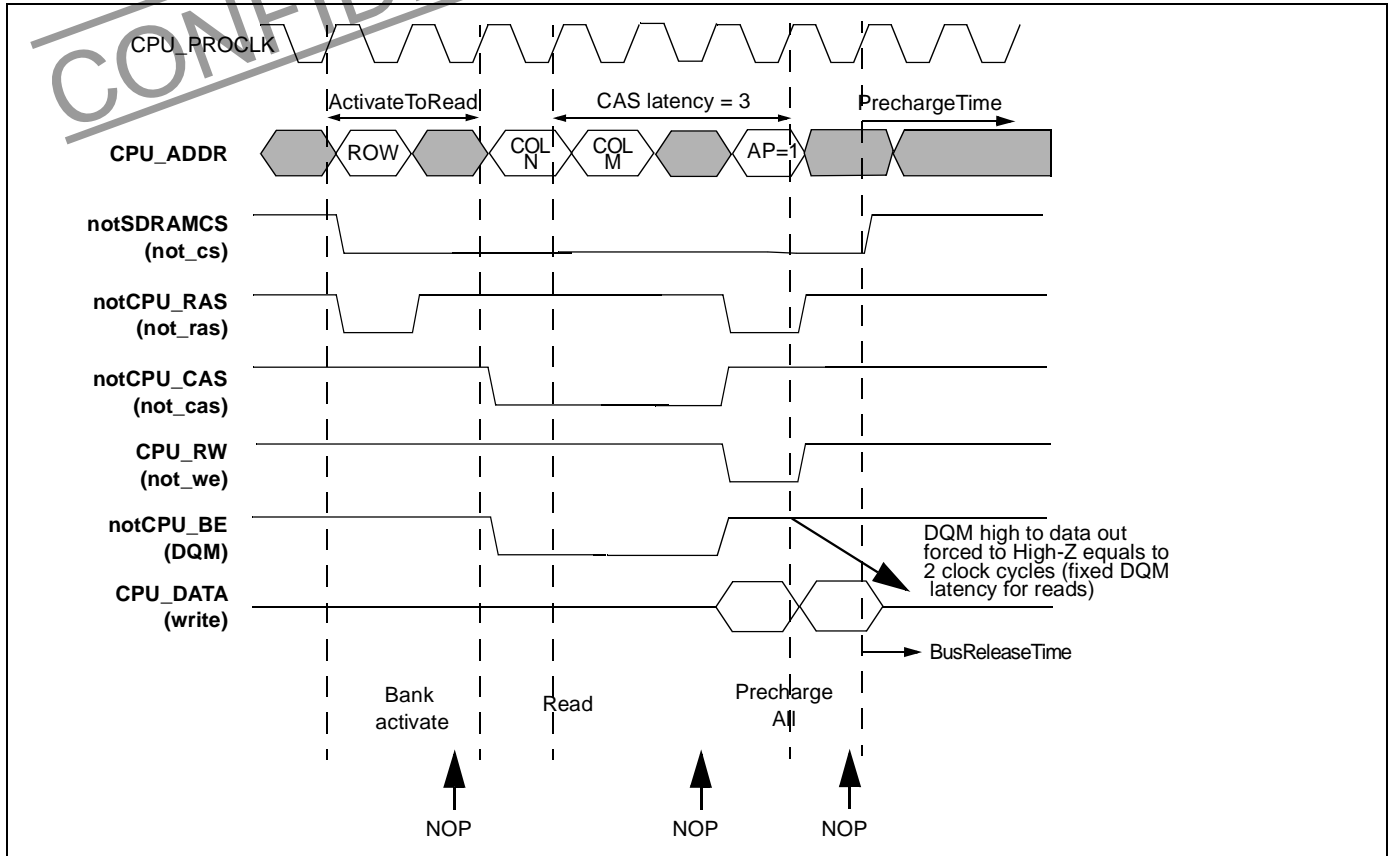 CONFID
CPU_PROCLK
ActivateToRead
CAS latency = 3
PrechargeTime
CPU_ADDR
ROW
COL
N
COL
M
AP=1
notSDRAMCS
(not_cs)
notCPU_RAS
(not_ras)
notCPU_CAS
(not_cas)
CPU_RW
(not_we)
notCPU_BE
(DQM)
DQM high to data out
forced to High-Z equals to
2 clock cycles (fixed DQM
latency for reads)
CPU_DATA
(write)
BusReleaseTime
Bank
activate
Read
Precharge
All
NOP
NOP
NOP